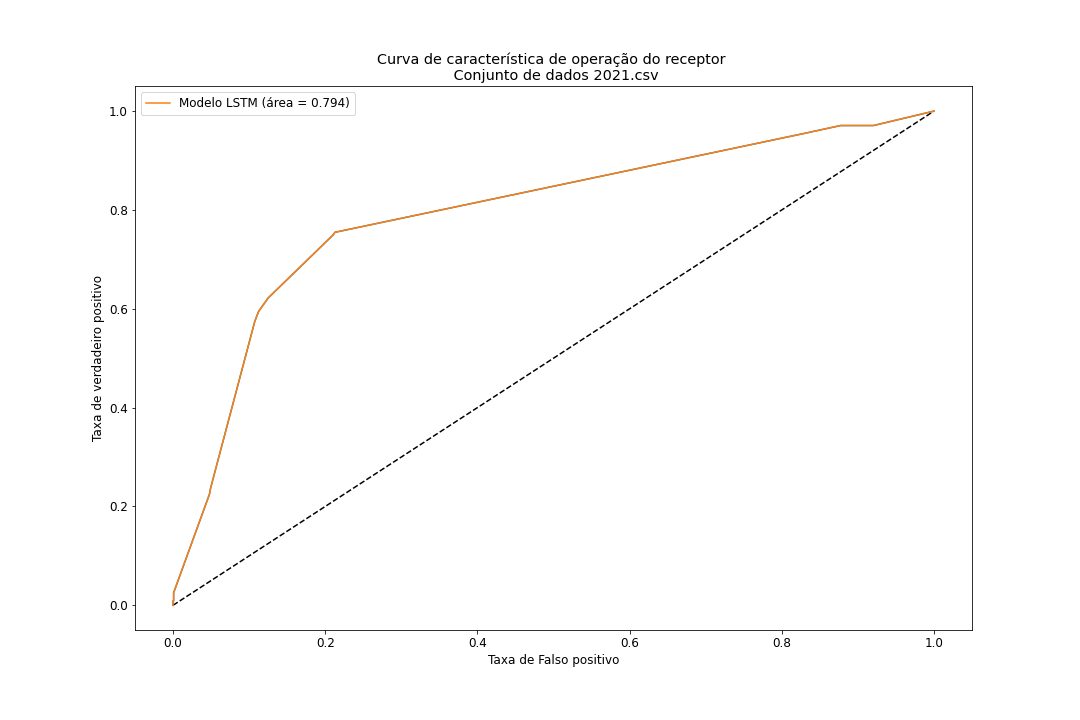 Curva de característica de operação do receptor
Conjunto de dados 2021.csv
Modelo LSTM (área = 0.794)
1.0
0.8
0.6
0.4
0.2
0.0
Taxa de verdadeiro positivo
0.0 0.2 0.4 0.6 0.8 1.0
Taxa de Falso positivo